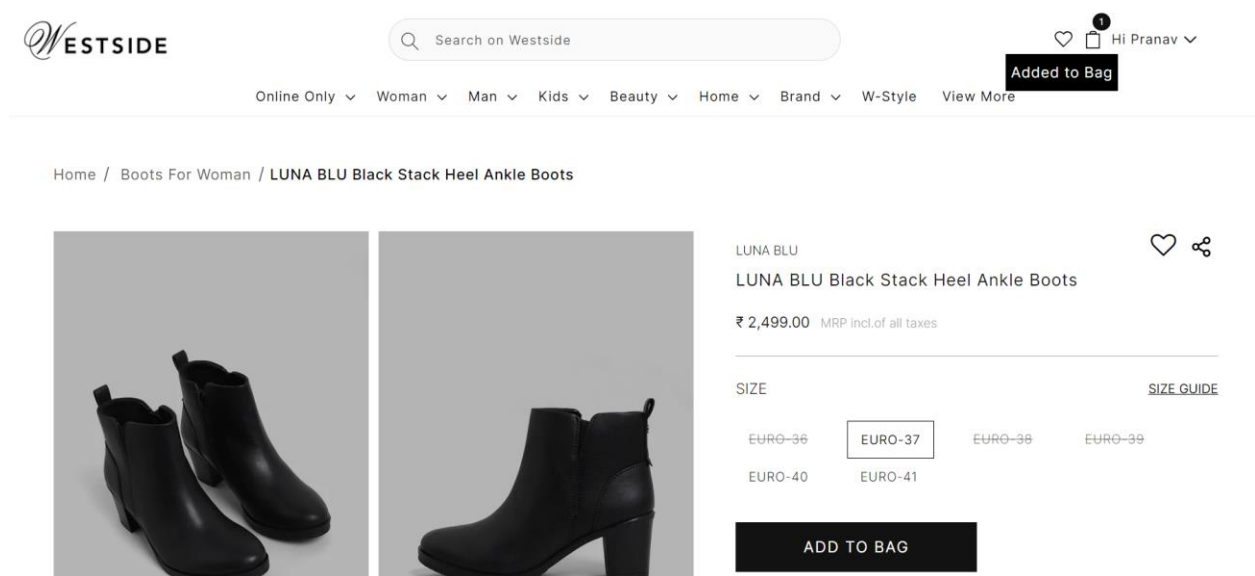 WESTSIDE
Search on Westside
1
Hi Pranav
Added to Bag
Online Only Woman Man Kids Beauty Home Brand W-Style View More
Home / Boots For Woman / LUNA BLU Black Stack Heel Ankle Boots
LUNA BLU
LUNA BLU Black Stack Heel Ankle Boots
₹ 2,499.00 MRP incl.of all taxes
SIZE SIZE GUIDE
EURO-36 EURO-37 EURO-38 EURO-39
EURO-40 EURO-41
ADD TO BAG